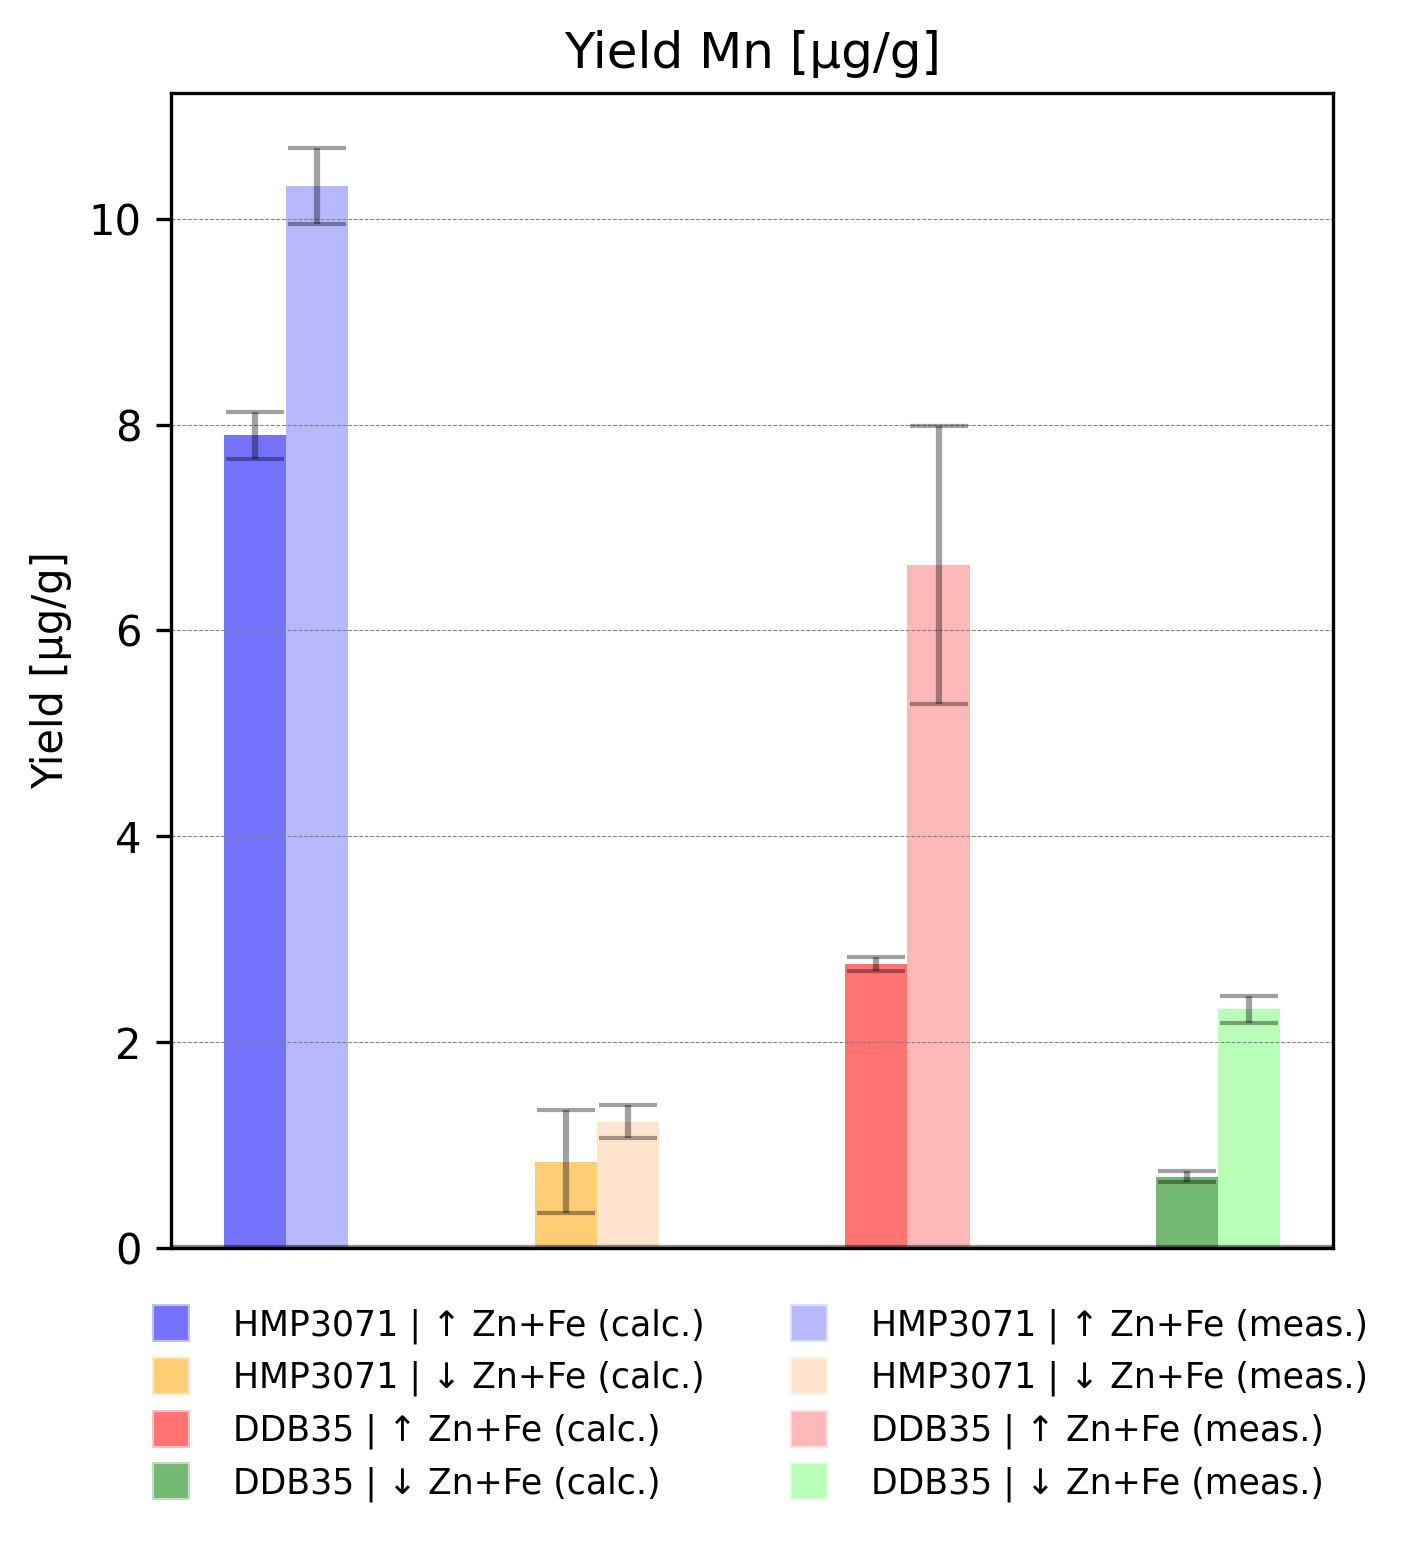 Yield Mn [µg/g]
Yield [µg/g]
10
8
6
4
2
0
HMP3071 | ↑ Zn+Fe (calc.)
HMP3071 | ↓ Zn+Fe (calc.)
DDB35 | ↑ Zn+Fe (calc.)
DDB35 | ↓ Zn+Fe (calc.)
HMP3071 | ↑ Zn+Fe (meas.)
HMP3071 | ↓ Zn+Fe (meas.)
DDB35 | ↑ Zn+Fe (meas.)
DDB35 | ↓ Zn+Fe (meas.)